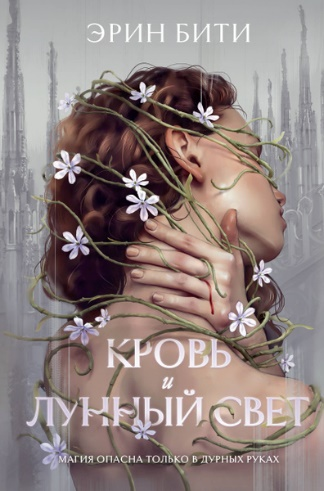 ЭРИН БИТИ
КРОВЬ
и
ЛУННЫЙ СВЕТ
МАГИЯ ОПАСНА ТОЛЬКО В ДУРНЫХ РУКАХ